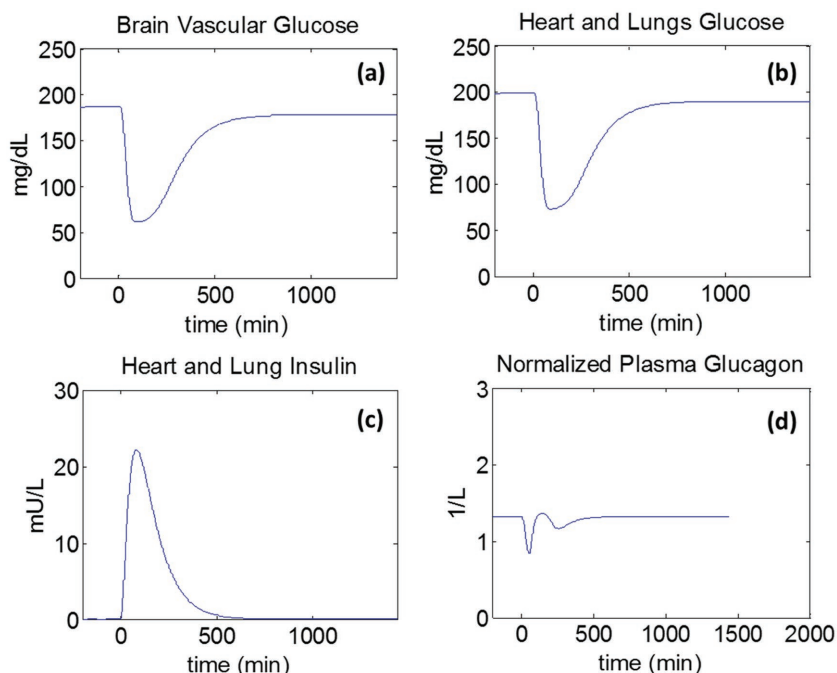 Brain Vascular Glucose
250
200
150
100
50
0
mg/dL
(a)
0 500 1000
time (min)
Heart and Lungs Glucose
250
200
150
100
50
0
mg/dL
(b)
0 500 1000
time (min)
Heart and Lung Insulin
30
20
10
0
mU/L
(c)
0 500 1000
time (min)
Normalized Plasma Glucagon
3
2
1
0
1/L
(d)
0 500 1000 1500 2000
time (min)